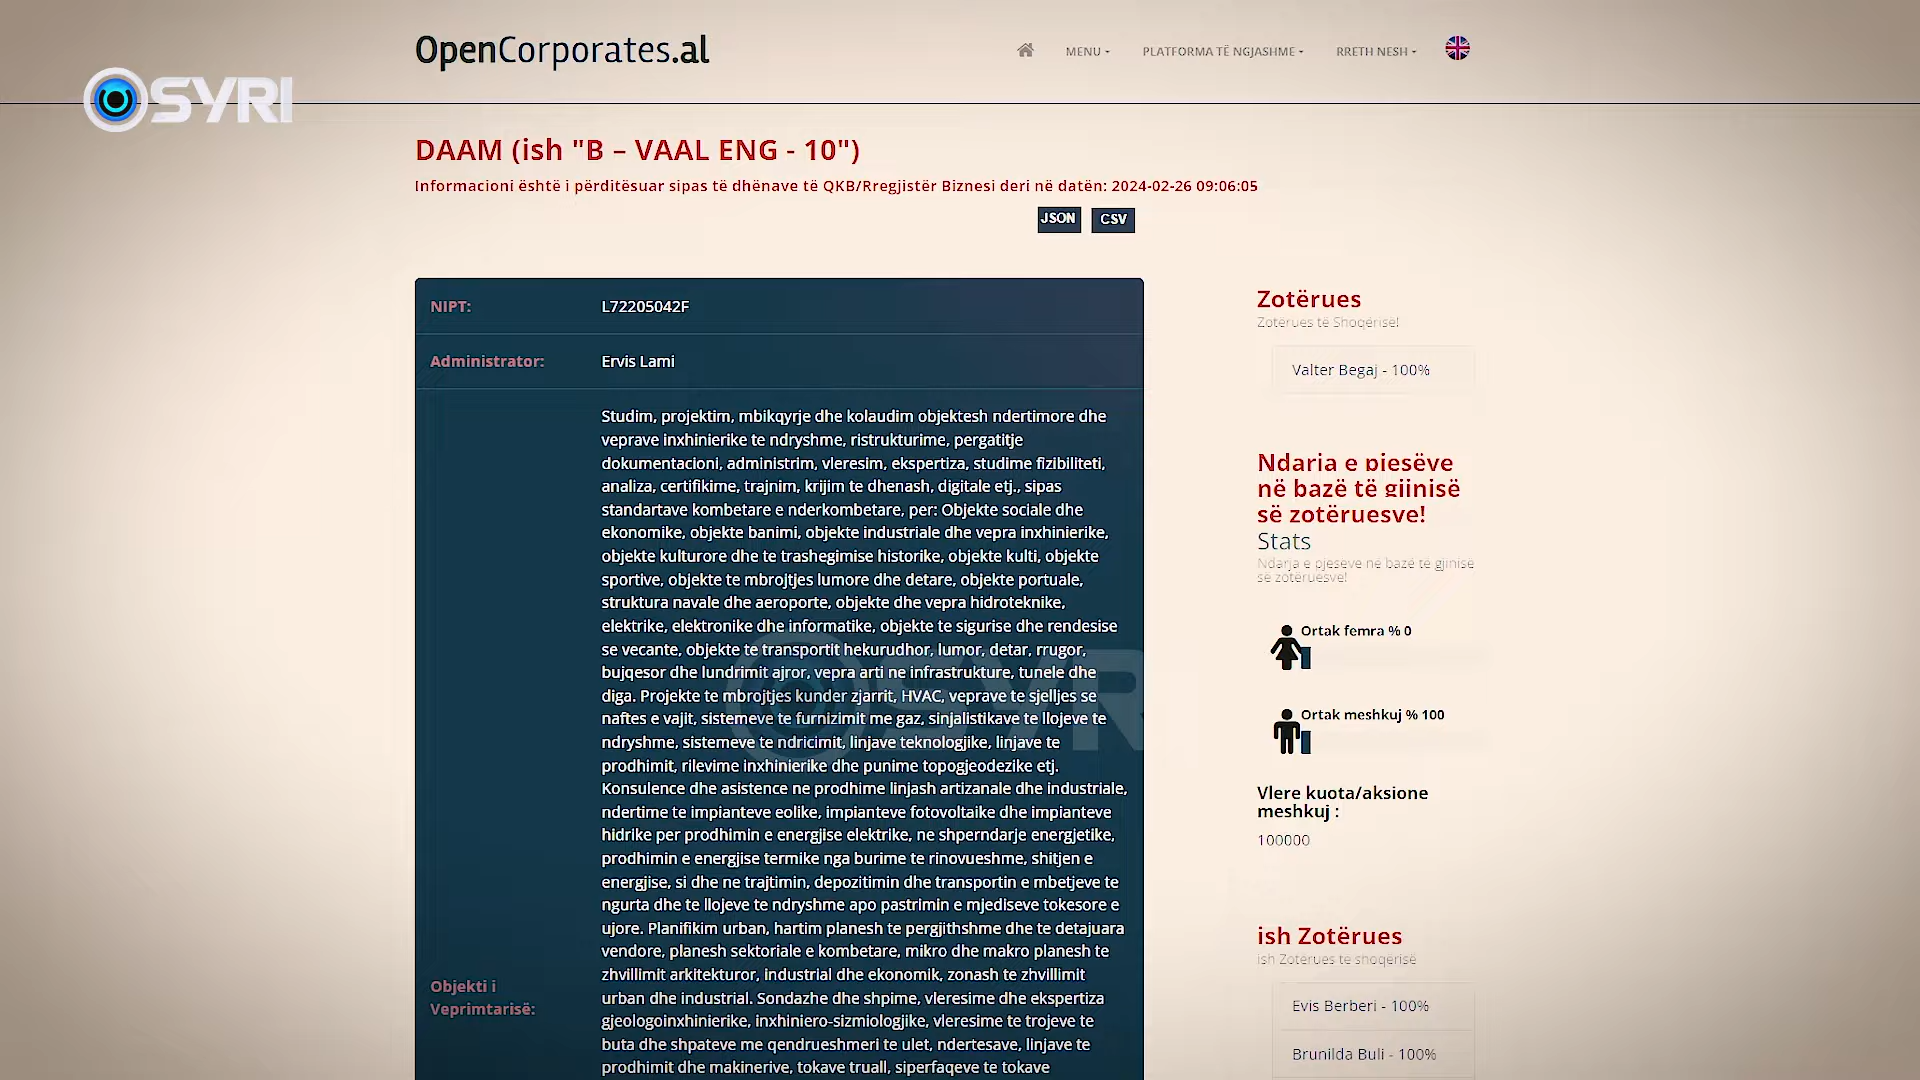 OpenCorporates.al
MENU
PLATFORMA TË NGJASHME
RRETH NESH
SYRI
DAAM (ish "B – VAAL ENG - 10")
Informacioni është i përditësuar sipas të dhënave të QKB/Rregjistër Biznesi deri në datën: 2024-02-26 09:06:05
JSON
CSV
NIPT:
L72205042F
Administrator:
Ervis Lami
Objekti i
Veprimtarisë:
Studim, projektim, mbikqyrje dhe kolaudim objektesh ndertimore dhe
veprave inxhinierike te ndryshme, ristrukturime, pergatitje
dokumentacioni, administrim, vleresim, ekspertiza, studime fizibiliteti,
analiza, certifikime, trajnim, krijim te dhenash, digitale etj., sipas
standartave kombetare e nderkombetare, per: Objekte sociale dhe
ekonomike, objekte banimi, objekte industriale dhe vepra inxhinierike,
objekte kulturore dhe te trashegimise historike, objekte kulti, objekte
sportive, objekte te mbrojtjes lumore dhe detare, objekte portuale,
struktura navale dhe aeroporte, objekte dhe vepra hidroteknike,
elektrike, elektronike dhe informatike, objekte te sigurise dhe rendesise
se vecante, objekte te transportit hekurudhor, lumor, detar, rrugor,
bujqesor dhe lundrimit ajror, vepra arti ne infrastrukture, tunele dhe
diga. Projekte te mbrojtjes kunder zjarrit, HVAC, veprave te sjelljes se
naftes e vajit, sistemeve te furnizimit me gaz, sinjalistikave te llojeve te
ndryshme, sistemeve te ndricimit, linjave teknologjike, linjave te
prodhimit, rilevime inxhinierike dhe punime topogjeodezike etj.
Konsulence dhe asistence ne prodhime linjash artizanale dhe industriale,
ndertime te impianteve eolike, impianteve fotovoltaike dhe impianteve
hidrike per prodhimin e energjise elektrike, ne shperndarje energjetike,
prodhimin e energjise termike nga burime te rinovueshme, shitjen e
energjise, si dhe ne trajtimin, depozitimin dhe transportin e mbetjeve te
ngurta dhe te llojeve te ndryshme apo pastrimin e mjediseve tokesore e
ujore. Planifikim urban, hartim planesh te pergjithshme dhe te detajuara
vendore, planesh sektoriale e kombetare, mikro dhe makro planesh te
zhvillimit arkitekturor, industrial dhe ekonomik, zonash te zhvillimit
urban dhe industrial. Sondazhe dhe shpime, vleresime dhe ekspertiza
gjeologoinxhinierike, inxhiniero-sizmiologjike, vleresime te trojeve te
buta dhe shpateve me qendrueshmeri te ulet, ndertesave, linjave te
prodhimit dhe makinerive, tokave truall, siperfaqeve te tokave
Zotërues
Zotërues të Shoqërisë!
Valter Begaj - 100%
Ndarja e pjesëve
në bazë të gjinisë
së zotëruesve!
Stats
Ndarja e pjesëve në bazë të gjinisë
së zotëruesve!
Ortak femra % 0
Ortak meshkuj % 100
Vlere kuota/aksione
meshkuj :
100000
ish Zotërues
ish Zotërues të shoqërisë
Evis Berberi - 100%
Brunilda Buli - 100%
SYRI